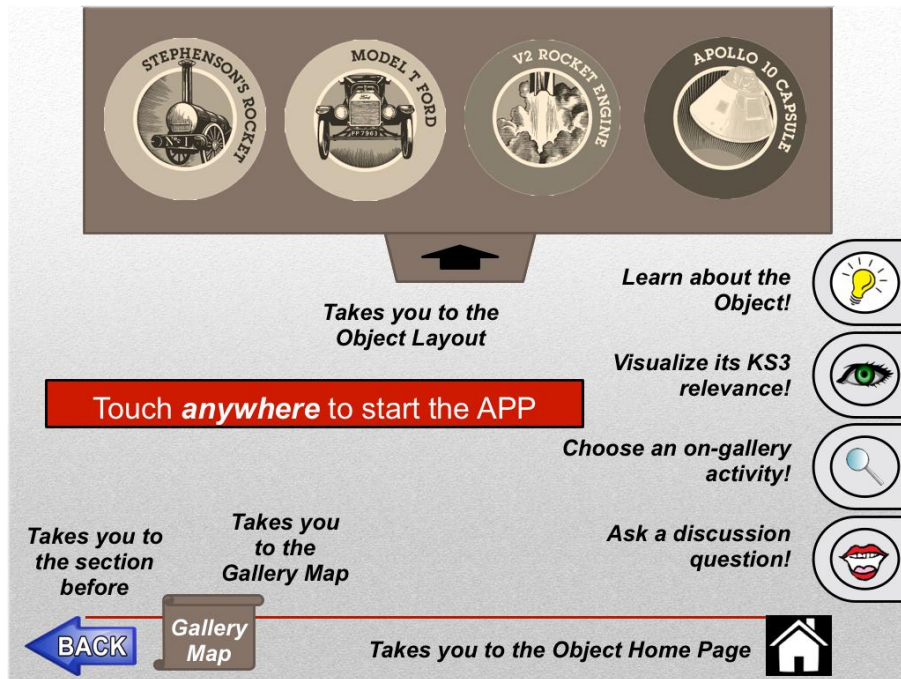 STEPHENSON'S ROCKET
MODEL T FORD
PP 7963
V2 ROCKET ENGINE
APOLLO 10 CAPSULE
Takes you to the
Object Layout
Learn about the
Object!
Visualize its KS3
relevance!
Touch anywhere to start the APP
Choose an on-gallery
activity!
Ask a discussion
question!
Takes you to
the section
before
Takes you
to the
Gallery Map
BACK
Gallery
Map
Takes you to the Object Home Page